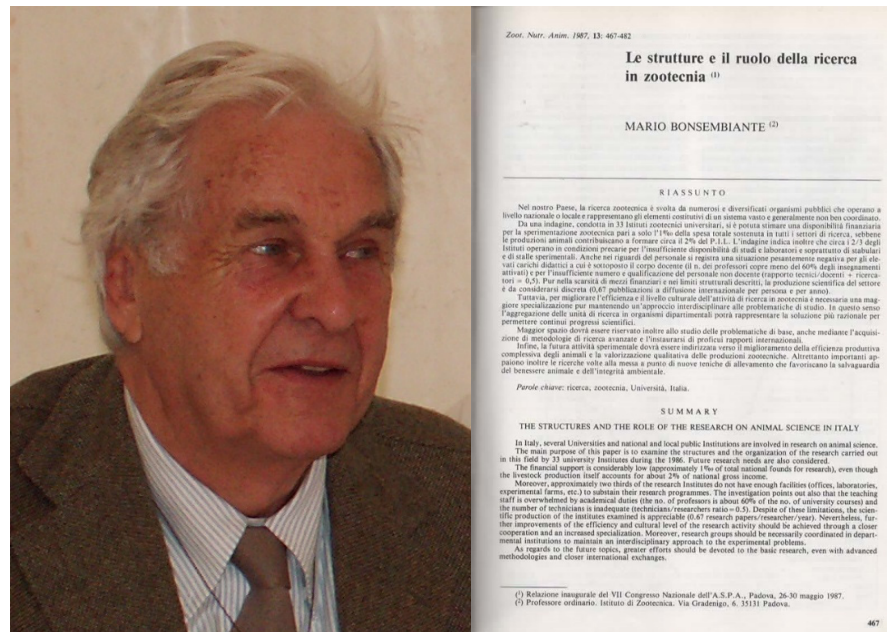 Zoot. Nutr. Anim. 1987, 13: 467-482
Le strutture e il ruolo della ricerca
in zootecnia (1)
MARIO BONSEMBIANTE (2)
RIASSUNTO
Nel nostro Paese, la ricerca zootecnica è svolta da numerosi e diversificati organismi pubblici che operano a
livello nazionale o locale e rappresentano gli elementi costitutivi di un sistema vasto e generalmente non ben coordinato.
Da una indagine, condotta in 33 Istituti zootecnici universitari, si è potuta stimare una disponibilità finanziaria
per la sperimentazione zootecnica pari a solo l'1‰ della spesa totale sostenuta in tutti i settori di ricerca, sebbene
le produzioni animali contribuiscano a formare circa il 2% del P.I.L. L'indagine indica inoltre che circa i 2/3 degli
Istituti operano in condizioni precarie per l'insufficiente disponibilità di studi e laboratori e soprattutto di stabulari
e di stalle sperimentali. Anche nei riguardi del personale si registra una situazione pesantemente negativa per gli ele-
vati carichi didattici a cui è sottoposto il corpo docente (il n. dei professori copre meno del 60% degli insegnamenti
attivati) e per l'insufficiente numero e qualificazione del personale non docente (rapporto tecnici/docenti + ricerca-
tori = 0,5). Pur nella scarsità di mezzi finanziari e nei limiti strutturali descritti, la produzione scientifica del settore
è da considerarsi discreta (0,67 pubblicazioni a diffusione internazionale per persona e per anno).
Tuttavia, per migliorare l'efficienza e il livello culturale dell'attività di ricerca in zootecnia è necessaria una mag-
giore specializzazione pur mantenendo un'approccio interdisciplinare alle problematiche di studio. In questo senso
l'aggregazione delle unità di ricerca in organismi dipartimentali potrà rappresentare la soluzione più razionale per
permettere continui progressi scientifici.
Maggior spazio dovrà essere riservato inoltre allo studio delle problematiche di base, anche mediante l'acquisi-
zione di metodologie di ricerca avanzate e l'instaurarsi di proficui rapporti internazionali.
Infine, la futura attività sperimentale dovrà essere indirizzata verso il miglioramento della efficienza produttiva
complessiva degli animali e la valorizzazione qualitativa delle produzioni zootecniche. Altrettanto importanti ap-
paiono inoltre le ricerche volte alla messa a punto di nuove teniche di allevamento che favoriscano la salvaguardia
del benessere animale e dell'integrità ambientale.
Parole chiave: ricerca, zootecnia, Università, Italia.
SUMMARY
THE STRUCTURES AND THE ROLE OF THE RESEARCH ON ANIMAL SCIENCE IN ITALY
In Italy, several Universities and national and local public Institutions are involved in research on animal science.
The main purpose of this paper is to examine the structures and the organization of the research carried out
in this field by 33 university Institutes during the 1986. Future research needs are also considered.
The financial support is considerably low (approximately 1‰ of total national founds for research), even though
the livestock production itself accounts for about 2% of national gross income.
Moreover, approximately two thirds of the research Institutes do not have enough facilities (offices, laboratories,
experimental farms, etc.) to substain their research programmes. The investigation points out also that the teaching
staff is overwhelmed by academical duties (the no. of professors is about 60% of the no. of university courses) and
the number of technicians is inadequate (technicians/researchers ratio = 0.5). Despite of these limitations, the scien-
tific production of the institutes examined is appreciable (0.67 research papers/researcher/year). Nevertheless, fur-
ther improvements of the efficiency and cultural level of the research activity should be achieved through a closer
cooperation and an increased specialization. Moreover, research groups should be necessarily coordinated in depart-
mental institutions to maintain an interdisciplinary approach to the experimental problems.
As regards to the future topics, greater efforts should be devoted to the basic research, even with advanced
methodologies and closer international exchanges.
(1) Relazione inaugurale del VII Congresso Nazionale dell'A.S.P.A., Padova, 26-30 maggio 1987.
(2) Professore ordinario. Istituto di Zootecnica. Via Gradenigo, 6. 35131 Padova.
467